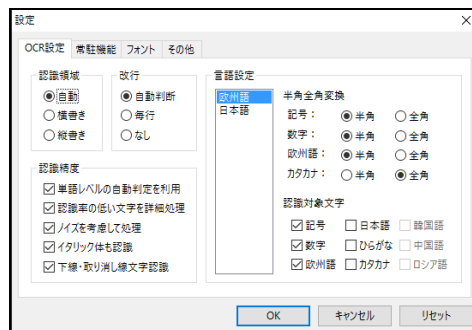 設定
OCR設定 常駐機能 フォント その他
認識領域
自動
横書き
縦書き
改行
自動判断
毎行
なし
認識精度
単語レベルの自動判定を利用
認識率の低い文字を詳細処理
ノイズを考慮して処理
イタリック体も認識
下線・取り消し線文字認識
言語設定
欧州語
日本語
半角全角変換
記号： 半角 全角
数字： 半角 全角
欧州語： 半角 全角
カタカナ： 半角 全角
認識対象文字
記号 日本語 韓国語
数字 ひらがな 中国語
欧州語 カタカナ ロシア語
OK キャンセル リセット